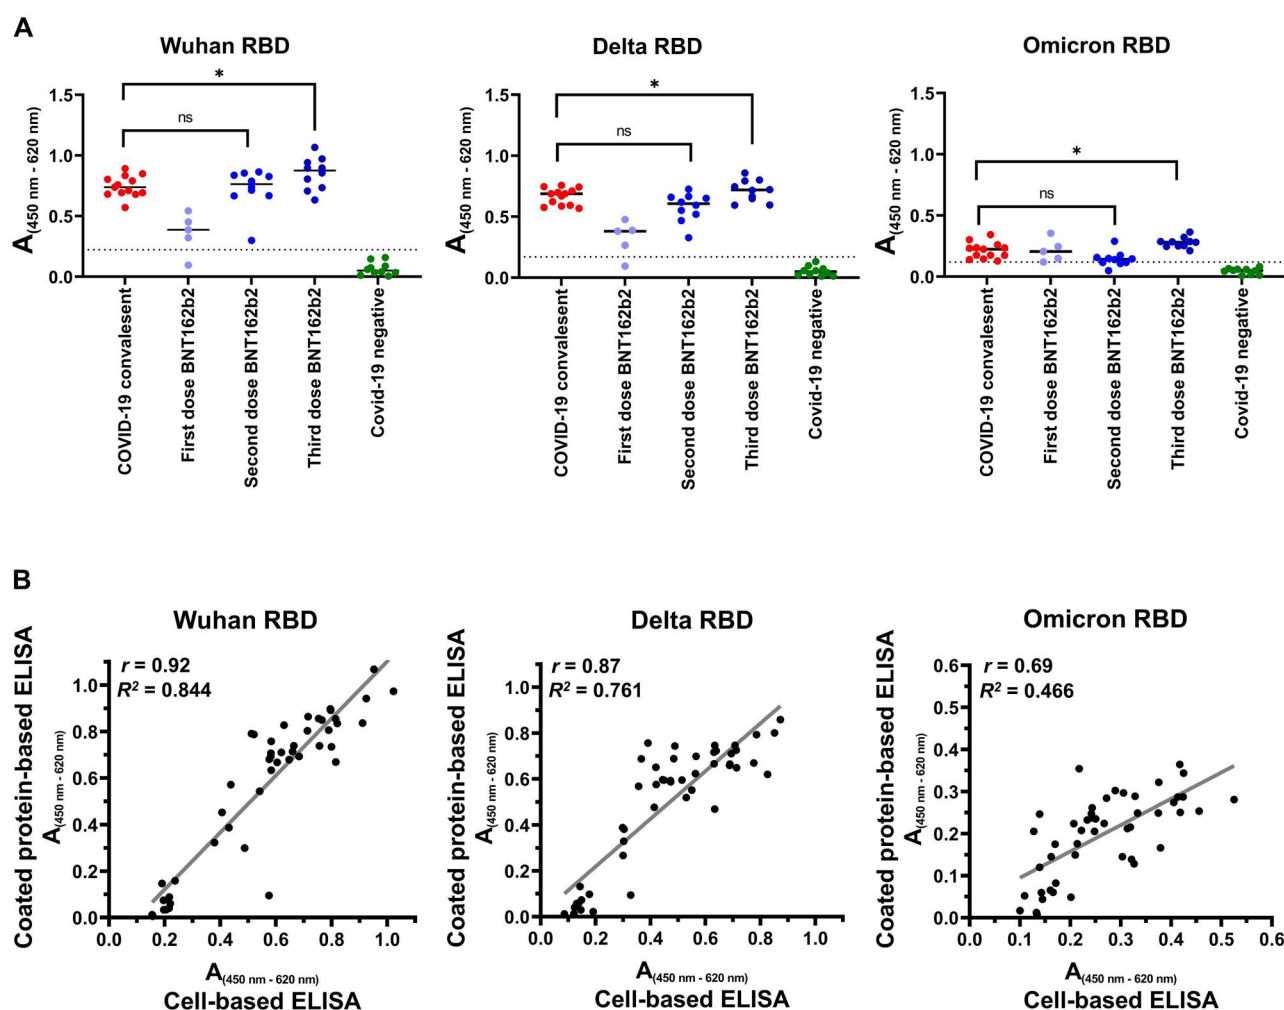 A
Wuhan RBD
Delta RBD
Omicron RBD
*
*
*
ns
ns
ns
A(450 nm - 620 nm)
1.5
1.0
0.5
0.0
COVID-19 convalesent
First dose BNT162b2
Second dose BNT162b2
Third dose BNT162b2
Covid-19 negative
A(450 nm - 620 nm)
1.5
1.0
0.5
0.0
COVID-19 convalesent
First dose BNT162b2
Second dose BNT162b2
Third dose BNT162b2
Covid-19 negative
A(450 nm - 620 nm)
1.5
1.0
0.5
0.0
COVID-19 convalesent
First dose BNT162b2
Second dose BNT162b2
Third dose BNT162b2
Covid-19 negative
B
Wuhan RBD
r = 0.92
R² = 0.844
Coated protein-based ELISA
A(450 nm - 620 nm)
1.0
0.8
0.6
0.4
0.2
0.0
0.0 0.2 0.4 0.6 0.8 1.0
A(450 nm - 620 nm)
Cell-based ELISA
Delta RBD
r = 0.87
R² = 0.761
Coated protein-based ELISA
A(450 nm - 620 nm)
1.0
0.8
0.6
0.4
0.2
0.0
0.0 0.2 0.4 0.6 0.8 1.0
A(450 nm - 620 nm)
Cell-based ELISA
Omicron RBD
r = 0.69
R² = 0.466
Coated protein-based ELISA
A(450 nm - 620 nm)
0.6
0.5
0.4
0.3
0.2
0.1
0.0
0.0 0.1 0.2 0.3 0.4 0.5 0.6
A(450 nm - 620 nm)
Cell-based ELISA